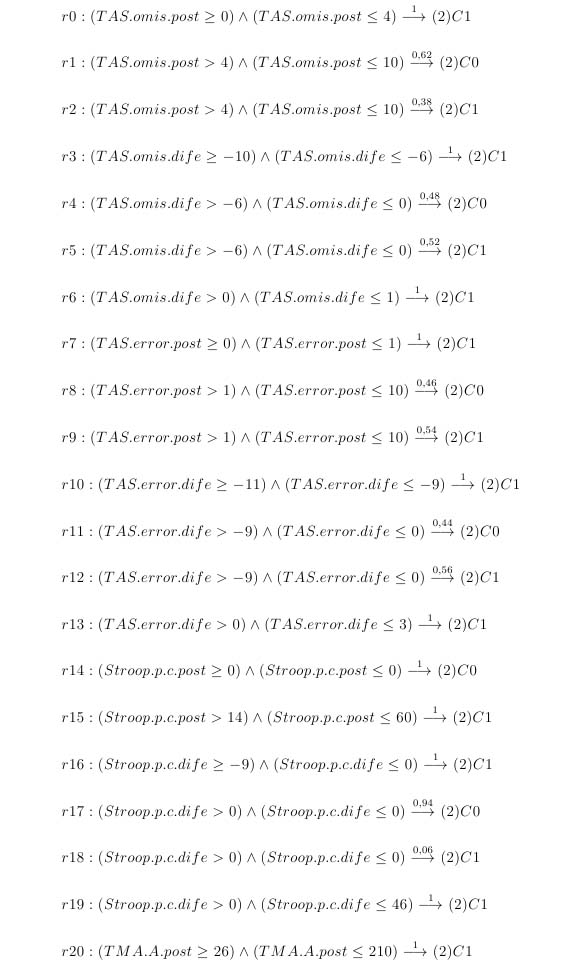 r0 : (TAS.omis.post ≥ 0) ∧ (TAS.omis.post ≤ 4) —1→ (2)C1
r1 : (TAS.omis.post > 4) ∧ (TAS.omis.post ≤ 10) —0,62→ (2)C0
r2 : (TAS.omis.post > 4) ∧ (TAS.omis.post ≤ 10) —0,38→ (2)C1
r3 : (TAS.omis.dife ≥ −10) ∧ (TAS.omis.dife ≤ −6) —1→ (2)C1
r4 : (TAS.omis.dife > −6) ∧ (TAS.omis.dife ≤ 0) —0,48→ (2)C0
r5 : (TAS.omis.dife > −6) ∧ (TAS.omis.dife ≤ 0) —0,52→ (2)C1
r6 : (TAS.omis.dife > 0) ∧ (TAS.omis.dife ≤ 1) —1→ (2)C1
r7 : (TAS.error.post ≥ 0) ∧ (TAS.error.post ≤ 1) —1→ (2)C1
r8 : (TAS.error.post > 1) ∧ (TAS.error.post ≤ 10) —0,46→ (2)C0
r9 : (TAS.error.post > 1) ∧ (TAS.error.post ≤ 10) —0,54→ (2)C1
r10 : (TAS.error.dife ≥ −11) ∧ (TAS.error.dife ≤ −9) —1→ (2)C1
r11 : (TAS.error.dife > −9) ∧ (TAS.error.dife ≤ 0) —0,44→ (2)C0
r12 : (TAS.error.dife > −9) ∧ (TAS.error.dife ≤ 0) —0,56→ (2)C1
r13 : (TAS.error.dife > 0) ∧ (TAS.error.dife ≤ 3) —1→ (2)C1
r14 : (Stroop.p.c.post ≥ 0) ∧ (Stroop.p.c.post ≤ 0) —1→ (2)C0
r15 : (Stroop.p.c.post > 14) ∧ (Stroop.p.c.post ≤ 60) —1→ (2)C1
r16 : (Stroop.p.c.dife ≥ −9) ∧ (Stroop.p.c.dife ≤ 0) —1→ (2)C1
r17 : (Stroop.p.c.dife > 0) ∧ (Stroop.p.c.dife ≤ 0) —0,94→ (2)C0
r18 : (Stroop.p.c.dife > 0) ∧ (Stroop.p.c.dife ≤ 0) —0,06→ (2)C1
r19 : (Stroop.p.c.dife > 0) ∧ (Stroop.p.c.dife ≤ 46) —1→ (2)C1
r20 : (TMA.A.post ≥ 26) ∧ (TMA.A.post ≤ 210) —1→ (2)C1